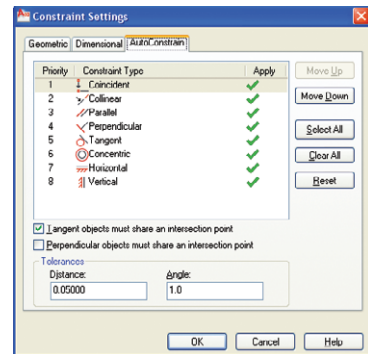 Constraint Settings
Geometric Dimensional AutoConstrain
Priority Constraint Type Apply
Move Up
1 Coincident
2 Collinear
Move Down
3 Parallel
4 Perpendicular
Select All
5 Tangent
6 Concentric
Clear All
7 Horizontal
8 Vertical
Reset
Tangent objects must share an intersection point
Perpendicular objects must share an intersection point
Tolerances
Distance: Angle:
0.05000 1.0
OK Cancel Help